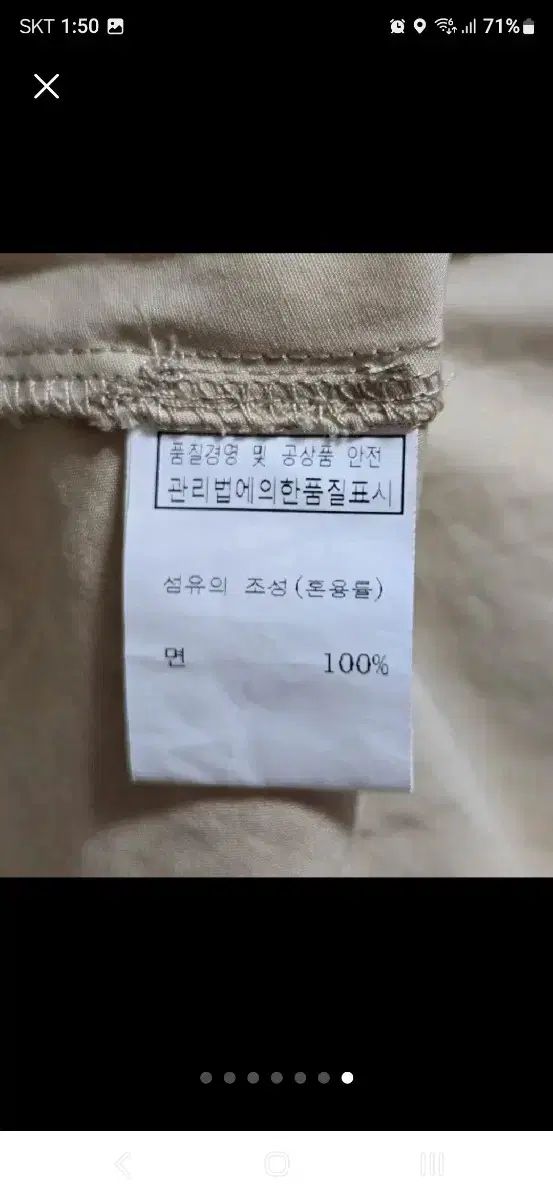 SKT 1:50
71%
품질경영 및 공상품 안전
관리법에의한품질표시
섬유의 조성(혼용률)
면 100%